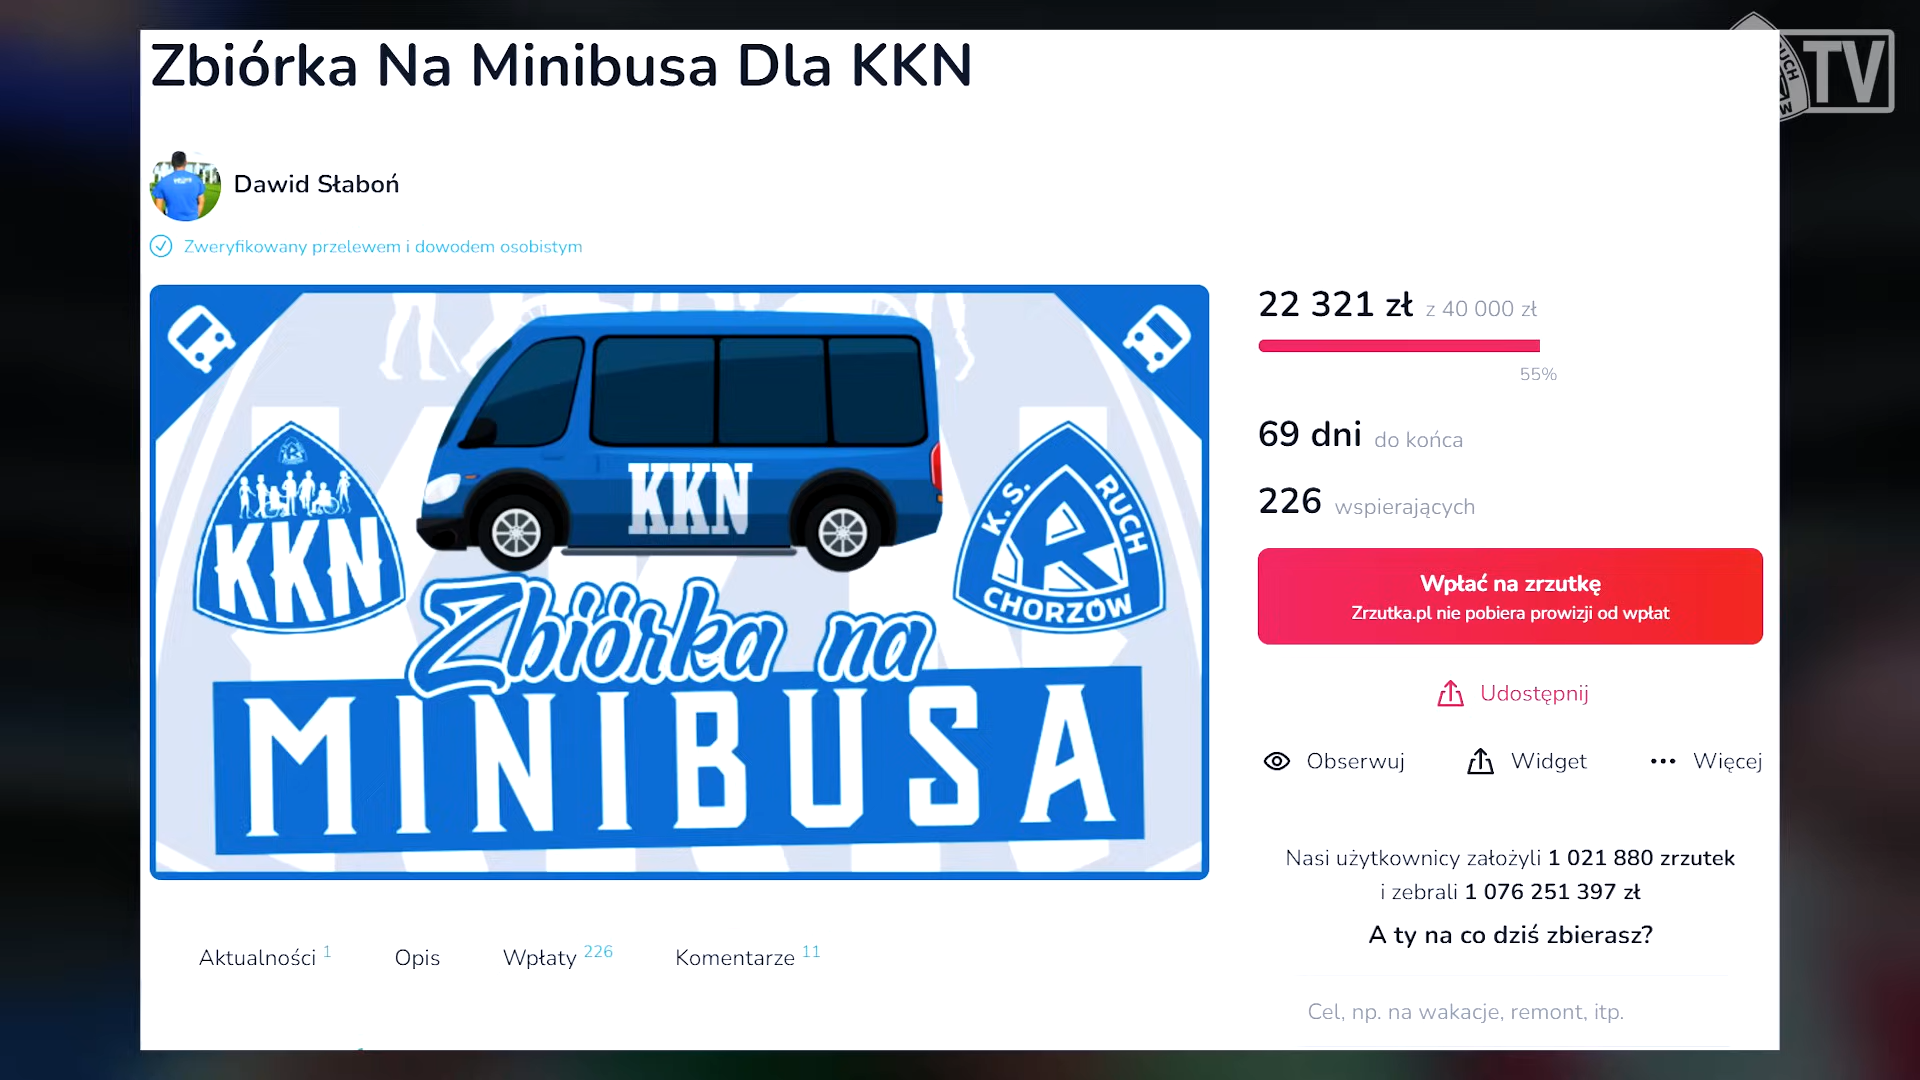 Zbiórka Na Minibusa Dla KKN
TV
RUCH
Dawid Słaboń
Zweryfikowany przelewem i dowodem osobistym
KKN
KKN
K.S. RUCH
R
CHORZÓW
Zbiórka na
MINIBUSA
22 321 zł z 40 000 zł
55%
69 dni do końca
226 wspierających
Wpłać na zrzutkę
Zrzutka.pl nie pobiera prowizji od wpłat
Udostępnij
Obserwuj
Widget
Więcej
Nasi użytkownicy założyli 1 021 880 zrzutek
i zebrali 1 076 251 397 zł
A ty na co dziś zbierasz?
Cel, np. na wakacje, remont, itp.
Aktualności 1
Opis
Wpłaty 226
Komentarze 11